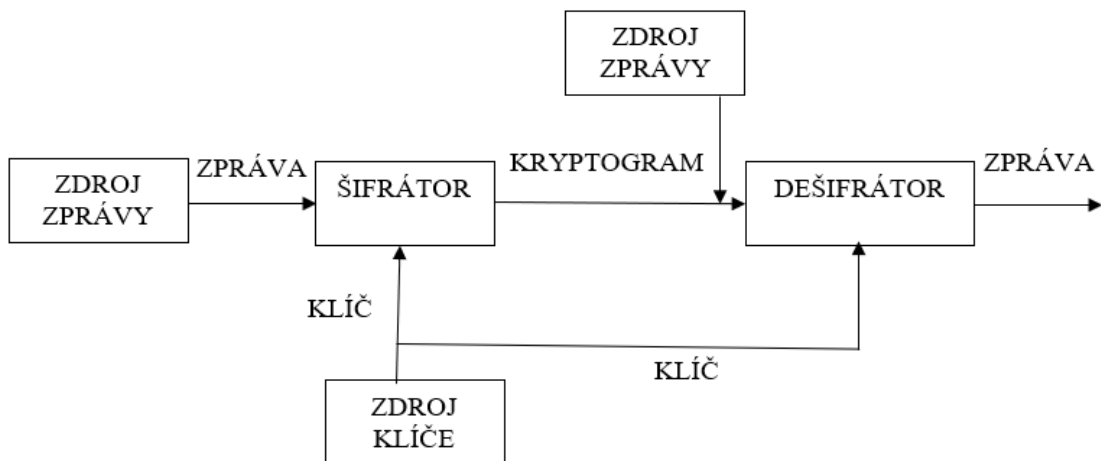 ZDROJ
ZPRÁVY
ZPRÁVA
KRYPTOGRAM
ZPRÁVA
ZDROJ
ZPRÁVY
ŠIFRÁTOR
DEŠIFRÁTOR
KLÍČ
KLÍČ
ZDROJ
KLÍČE